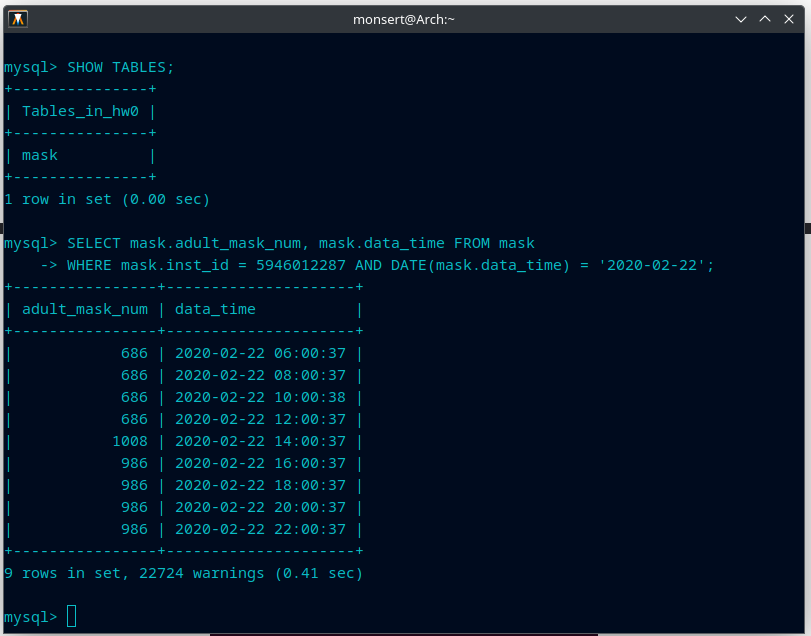 monsert@Arch:~
mysql> SHOW TABLES;
+---------------+
| Tables_in_hw0 |
+---------------+
| mask          |
+---------------+
1 row in set (0.00 sec)
mysql> SELECT mask.adult_mask_num, mask.data_time FROM mask
    -> WHERE mask.inst_id = 5946012287 AND DATE(mask.data_time) = '2020-02-22';
+----------------+---------------------+
| adult_mask_num | data_time           |
+----------------+---------------------+
|            686 | 2020-02-22 06:00:37 |
|            686 | 2020-02-22 08:00:37 |
|            686 | 2020-02-22 10:00:38 |
|            686 | 2020-02-22 12:00:37 |
|           1008 | 2020-02-22 14:00:37 |
|            986 | 2020-02-22 16:00:37 |
|            986 | 2020-02-22 18:00:37 |
|            986 | 2020-02-22 20:00:37 |
|            986 | 2020-02-22 22:00:37 |
+----------------+---------------------+
9 rows in set, 22724 warnings (0.41 sec)
mysql>